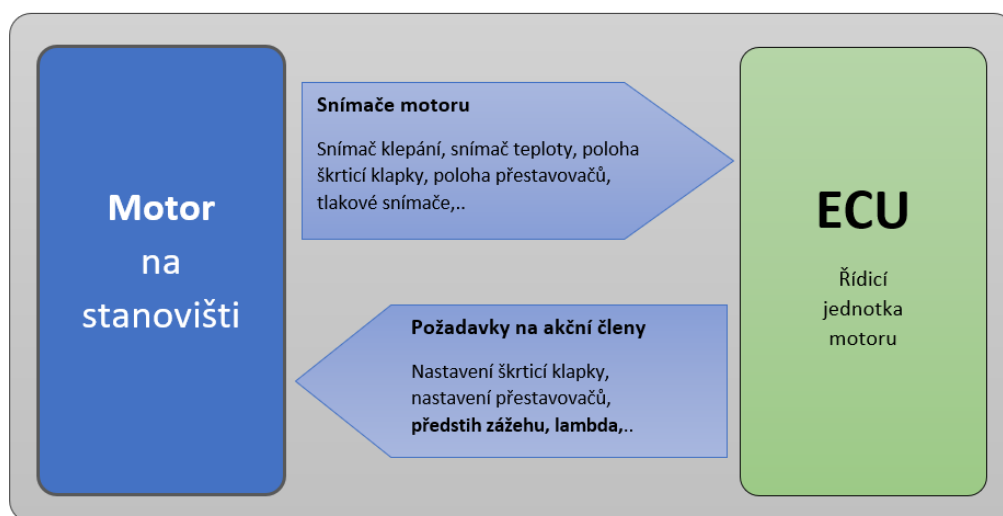 Motor
na
stanovišti
Snímače motoru
Snímač klepání, snímač teploty, poloha
škrticí klapky, poloha přestavovačů,
tlakové snímače,..
Požadavky na akční členy
Nastavení škrticí klapky,
nastavení přestavovačů,
předstih zážehu, lambda,..
ECU
Řídicí
jednotka
motoru